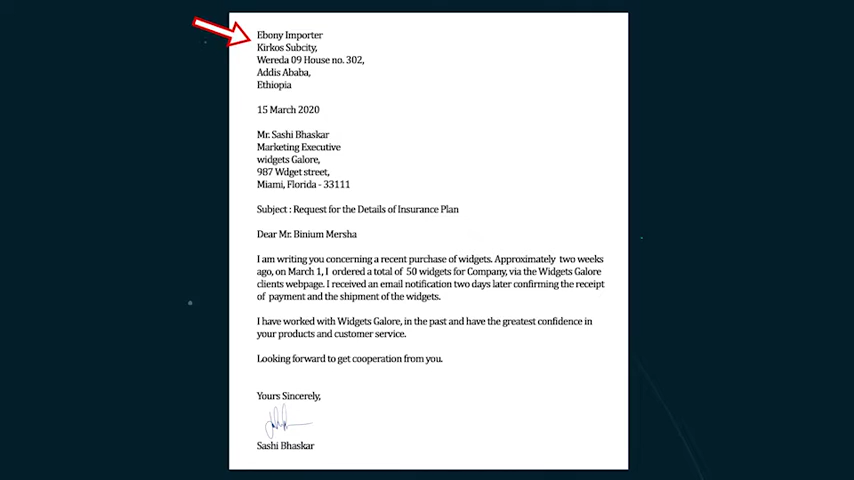 Ebony Importer
Kirkos Subcity,
Wereda 09 House no. 302,
Addis Ababa,
Ethiopia
15 March 2020
Mr. Sashi Bhaskar
Marketing Executive
widgets Galore,
987 Wdget street,
Miami, Florida - 33111
Subject : Request for the Details of Insurance Plan
Dear Mr. Binium Mersha
I am writing you concerning a recent purchase of widgets. Approximately two weeks
ago, on March 1, I ordered a total of 50 widgets for Company, via the Widgets Galore
clients webpage. I received an email notification two days later confirming the receipt
of payment and the shipment of the widgets.
I have worked with Widgets Galore, in the past and have the greatest confidence in
your products and customer service.
Looking forward to get cooperation from you.
Yours Sincerely,
Sashi Bhaskar